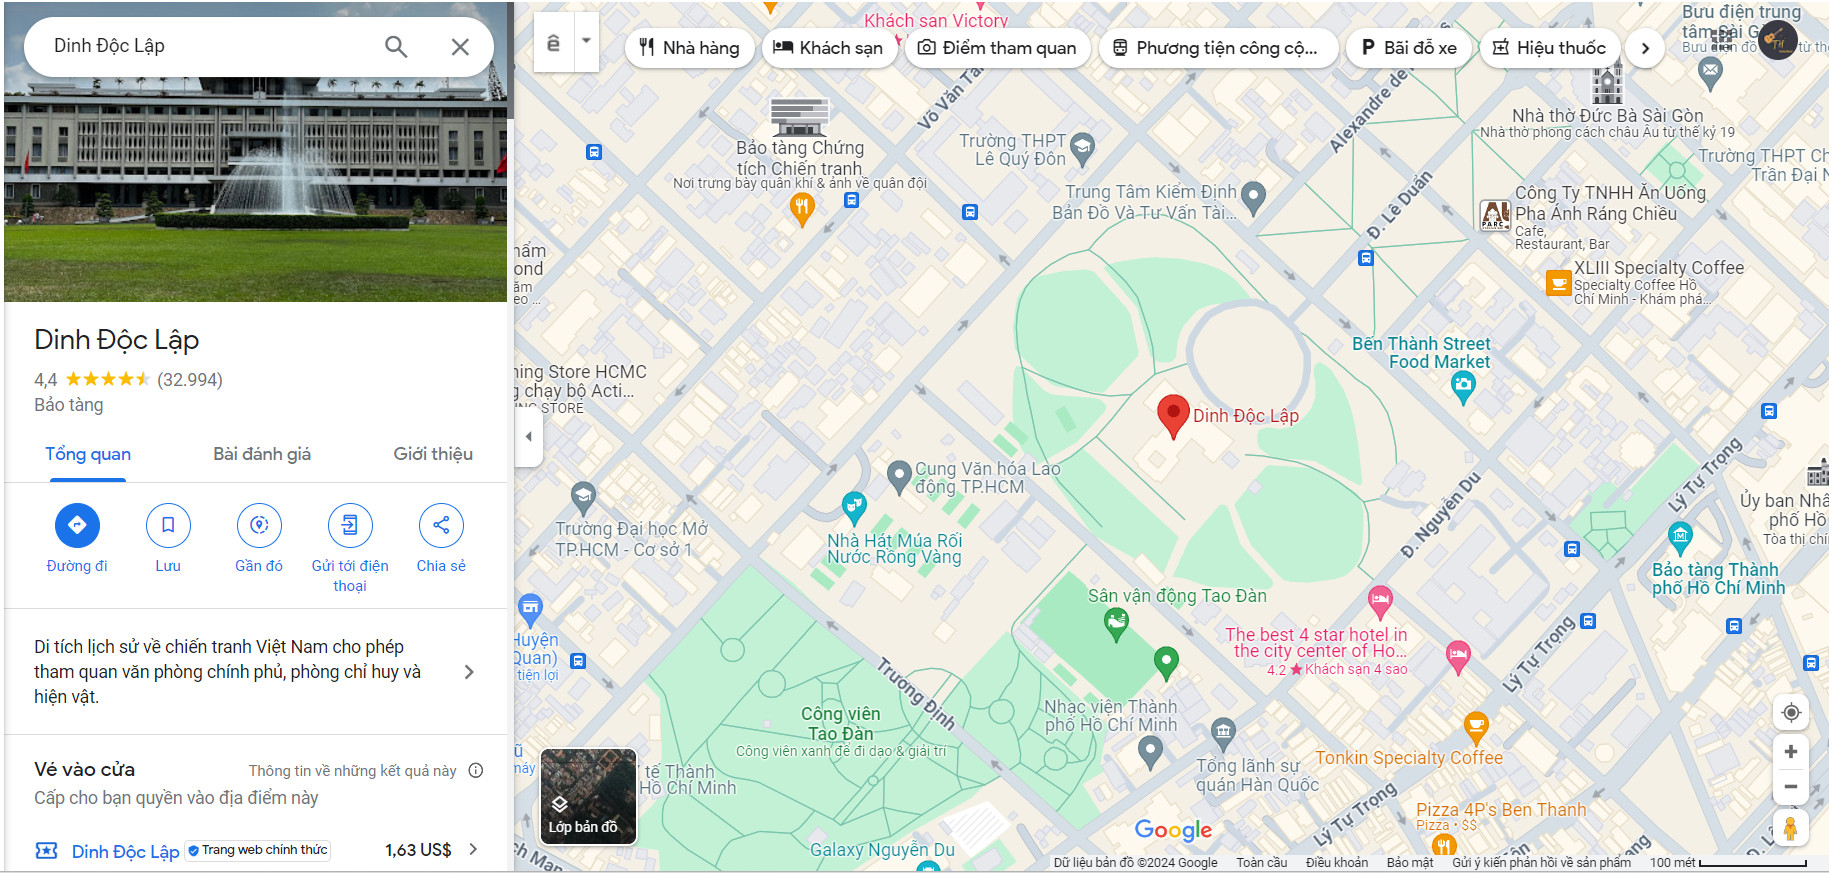 Dinh Độc Lập
Dinh Độc Lập
4,4
(32.994)
Bảo tàng
Tổng quan
Bài đánh giá
Giới thiệu
Đường đi
Lưu
Gần đó
Gửi tới điện
thoại
Chia sẻ
Di tích lịch sử về chiến tranh Việt Nam cho phép
tham quan văn phòng chính phủ, phòng chỉ huy và
hiện vật.
Vé vào cửa
Thông tin về những kết quả này
Cấp cho bạn quyền vào địa điểm này
Dinh Độc Lập
Trang web chính thức
1,63 US$
ê
Nhà hàng
Khách sạn
Điểm tham quan
Phương tiện công cộ...
P Bãi đỗ xe
Hiệu thuốc
Khách sạn Victory
Bưu điện trung
tâm Sài G
Võ Văn Tầ
Alexandre de
Nhà thờ Đức Bà Sài Gòn
Nhà thờ phong cách châu Âu từ thế kỷ 19
Bảo tàng Chứng
tích Chiến tranh
Nơi trưng bày quân khí & ảnh về quân đội
Trường THPT
Lê Quý Đôn
Trường THPT Ch
Trần Đại N
Trung Tâm Kiểm Định
Bản Đồ Và Tư Vấn Tài...
Đ. Lê Duẩn
Công Ty TNHH Ăn Uống
Pha Ánh Ráng Chiều
Cafe,
Restaurant, Bar
XLIII Specialty Coffee
Specialty Coffee Hồ
Chí Minh - Khám phá...
Bến Thành Street
Food Market
ning Store HCMC
g chạy bộ Acti...
NG STORE
Dinh Độc Lập
Cung Văn hóa Lao
động TP.HCM
Trường Đại học Mở
TP.HCM - Cơ sở 1
Nhà Hát Múa Rối
Nước Rồng Vàng
Đ. Nguyễn Du
Lý Tự Trọng
Ủy ban Nhâ
phố Hồ
Tòa thị chí
Bảo tàng Thành
phố Hồ Chí Minh
Sân vận động Tao Đàn
The best 4 star hotel in
the city center of Ho...
4.2 ★ Khách sạn 4 sao
Lý Tự Trọng
Huyện
Quan)
tiện lợi
Trương Định
Công viên
Tao Đàn
Công viên xanh để đi dạo & giải trí
Nhạc viện Thành
phố Hồ Chí Minh
Tổng lãnh sự
quán Hàn Quốc
Tonkin Specialty Coffee
Pizza 4P's Ben Thanh
Pizza • $$
Lý Tự Trọng
tế Thành
Hồ Chí Minh
Lớp bản đồ
Galaxy Nguyễn Du
ch Man
Google
Dữ liệu bản đồ ©2024 Google
Toàn cầu
Điều khoản
Bảo mật
Gửi ý kiến phản hồi về sản phẩm
100 mét